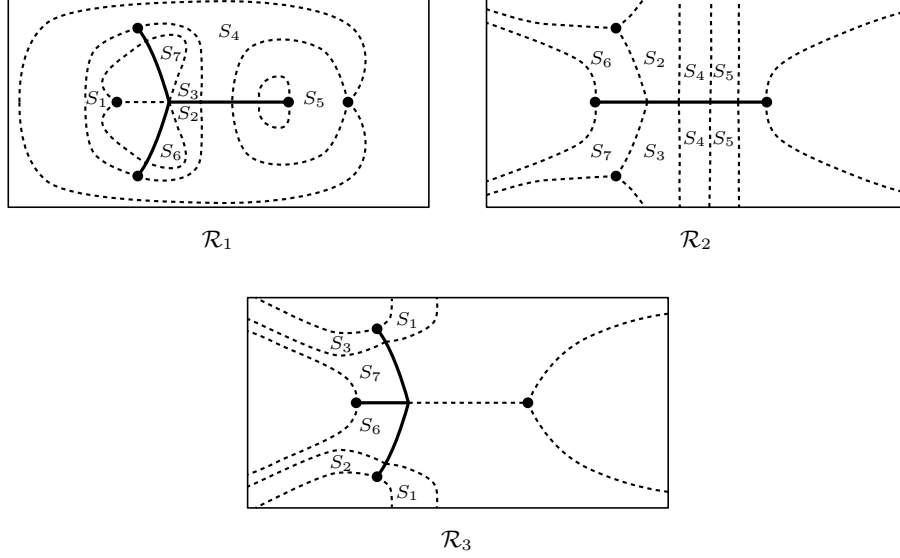 S₄
S₇
S₁ S₃ S₅
S₂
S₆
ℛ₁
S₆ S₂
S₄ S₅
S₄ S₅
S₇ S₃
ℛ₂
S₁
S₃
S₇
S₆
S₂
S₁
ℛ₃